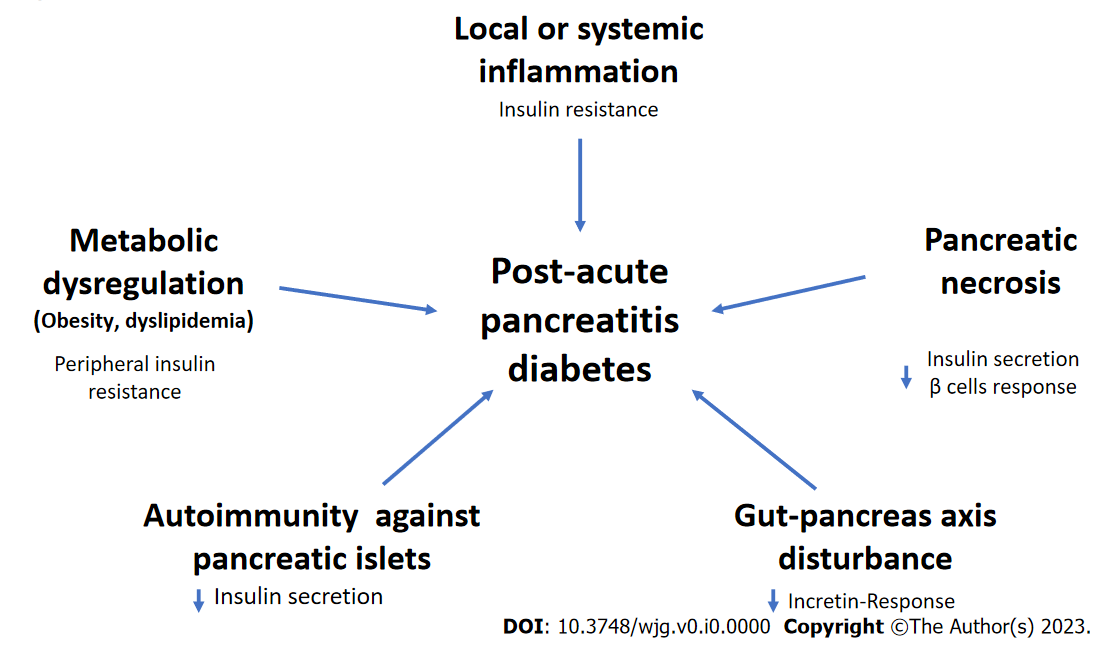 Local or systemic
inflammation
Insulin resistance
Metabolic
dysregulation
(Obesity, dyslipidemia)
Peripheral insulin
resistance
Post-acute
pancreatitis
diabetes
Pancreatic
necrosis
Insulin secretion
β cells response
Autoimmunity  against
pancreatic islets
Insulin secretion
Gut-pancreas axis
disturbance
Incretin-Response
DOI: 10.3748/wjg.v0.i0.0000  Copyright ©The Author(s) 2023.